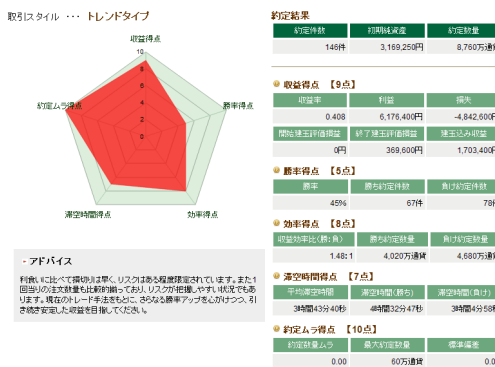 取引スタイル ･･･ トレンドタイプ
収益得点
10
8
6
4
2
0
約定ムラ得点
勝率得点
滞空時間得点
効率得点
- アドバイス
利食いに比べて損切りは早く、リスクはある程度限定されています。また1
回当りの注文数量も比較的揃っており、リスクが把握しやすい状況でもあ
ります。現在のトレード手法をもとに、さらなる勝率アップを心がけつつ、引
き続き安定した収益を目指してください。
約定結果
約定件数 初期純資産 約定数量
146件 3,169,250円 8,760万通貨
収益得点 【9点】
収益率 利益 損失
0.408 6,176,400円 -4,842,600円
開始建玉評価損益 終了建玉評価損益 建玉込み収益
0円 369,600円 1,703,400円
勝率得点 【5点】
勝率 勝ち約定件数 負け約定件数
45% 67件 78件
効率得点 【8点】
収益効率比(勝:負) 勝ち約定数量 負け約定数量
1.48:1 4,020万通貨 4,680万通貨
滞空時間得点 【7点】
平均滞空時間 滞空時間(勝ち) 滞空時間(負け)
3時間43分40秒 4時間32分47秒 3時間4分58秒
約定ムラ得点 【10点】
約定数量ムラ 最大約定数量 標準偏差
0.00 60万通貨 0.0